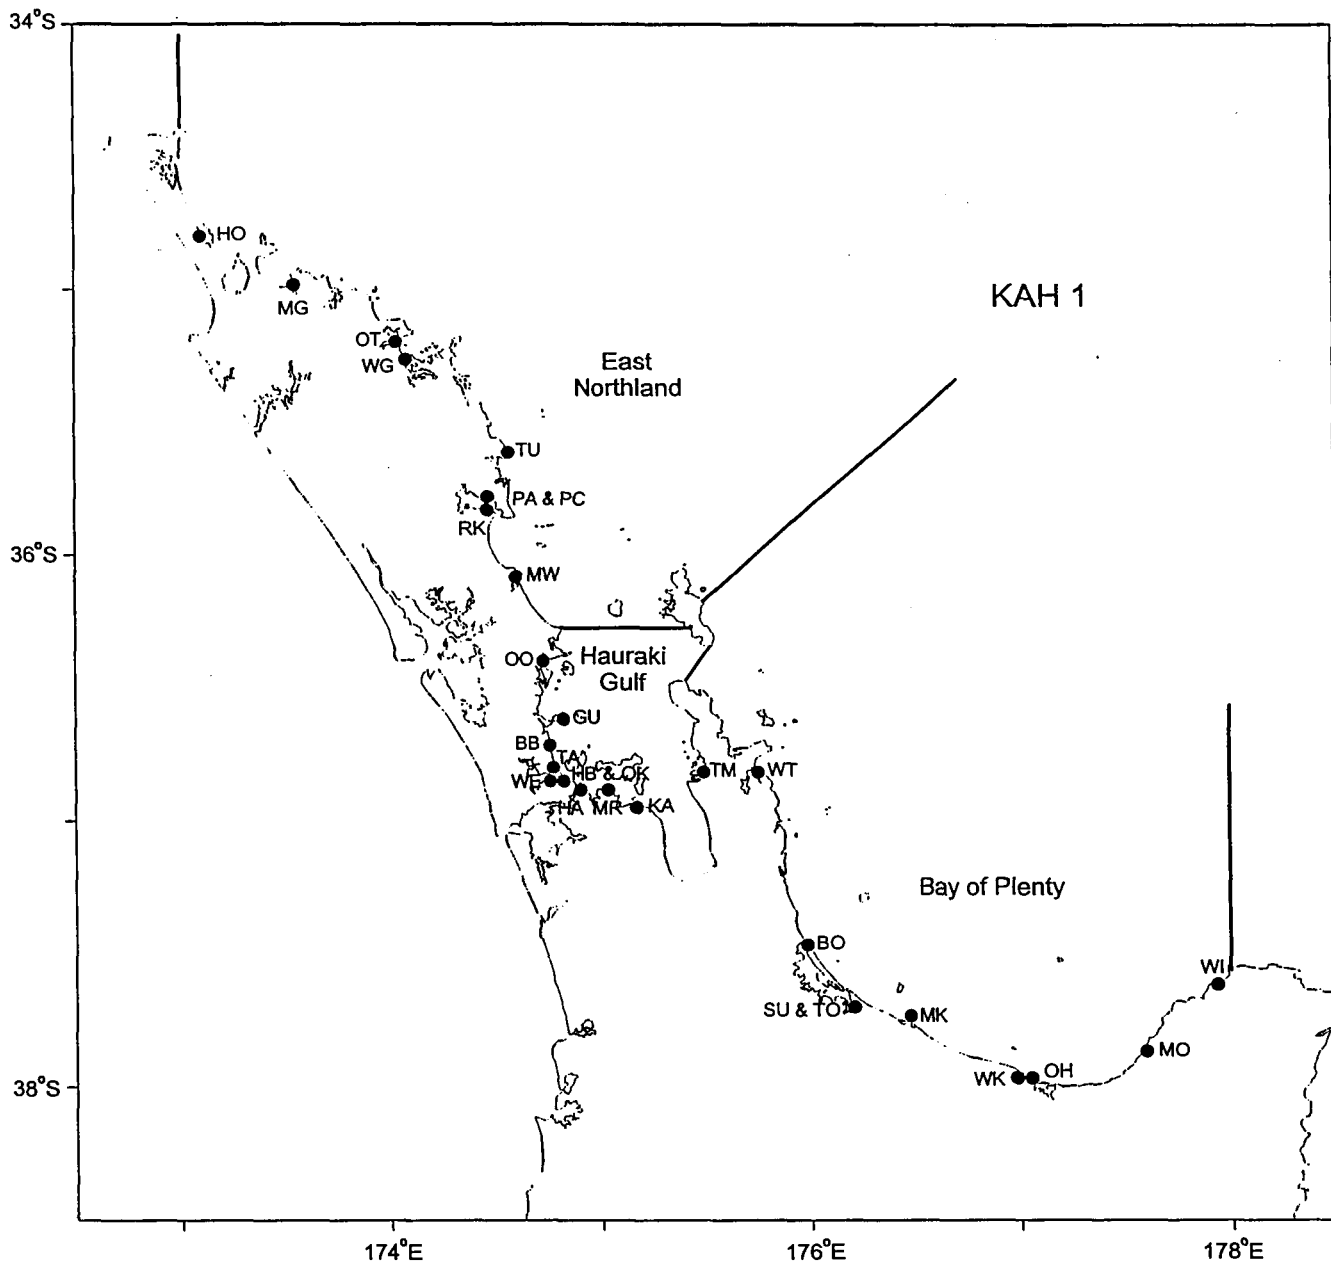 34°S
HO
KAH 1
MG
OT
WG
East
Northland
TU
PA & PC
RK
36°S
MW
OO
Hauraki
Gulf
GU
BB
TA
HB & OK
WE
TM
WT
HA
MR
KA
Bay of Plenty
BO
WI
SU & TO
MK
MO
WK
OH
38°S
174°E
176°E
178°E